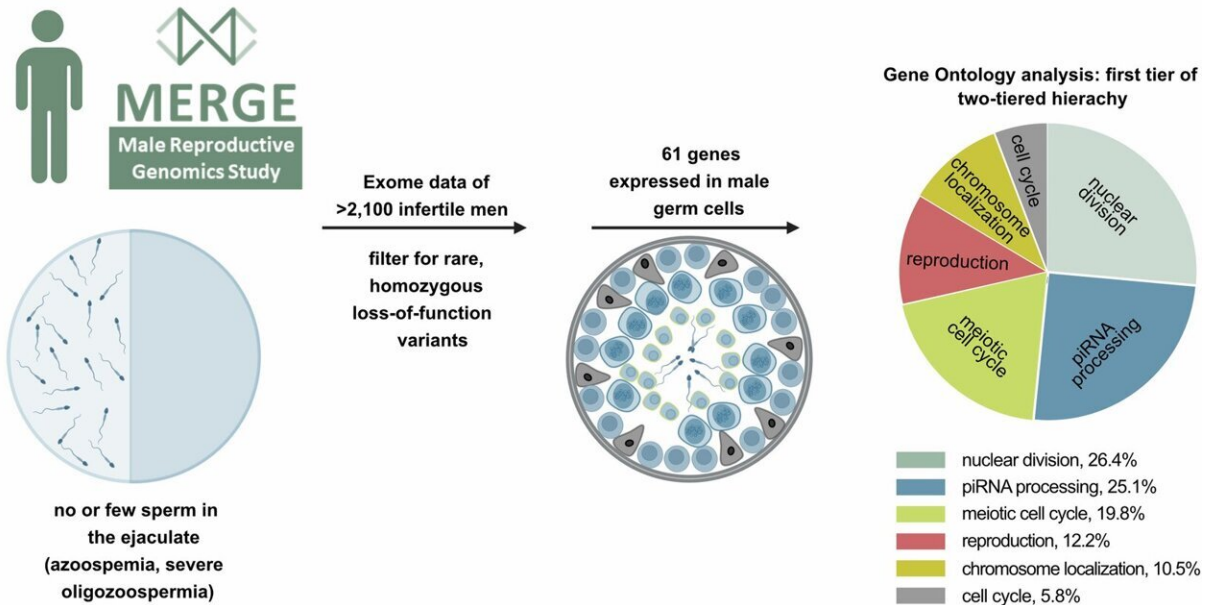 MERGE
Male Reproductive
Genomics Study
no or few sperm in
the ejaculate
(azoospemia, severe
oligozoospermia)
Exome data of
>2,100 infertile men
filter for rare,
homozygous
loss-of-function
variants
61 genes
expressed in male
germ cells
Gene Ontology analysis: first tier of
two-tiered hierachy
cell cycle
nuclear
division
chromosome
localization
reproduction
meiotic
cell cycle
piRNA
processing
nuclear division, 26.4%
piRNA processing, 25.1%
meiotic cell cycle, 19.8%
reproduction, 12.2%
chromosome localization, 10.5%
cell cycle, 5.8%